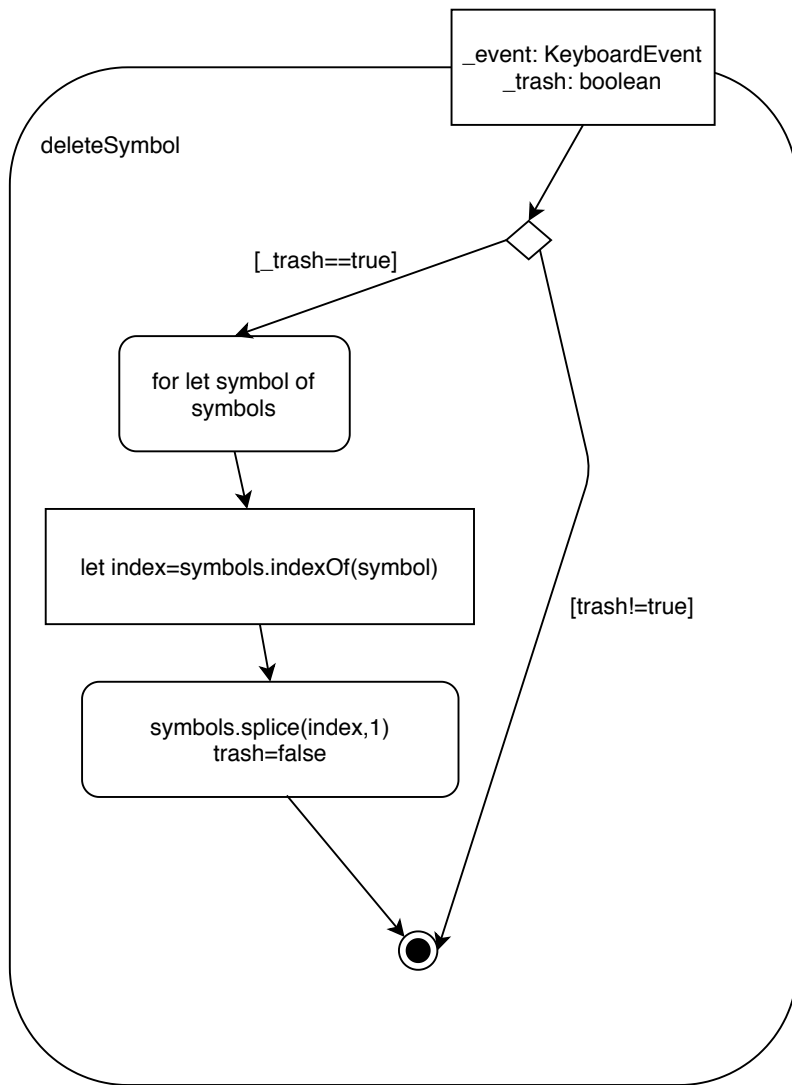 _event: KeyboardEvent
_trash: boolean
deleteSymbol
[_trash==true]
for let symbol of
symbols
let index=symbols.indexOf(symbol)
[trash!=true]
symbols.splice(index,1)
trash=false